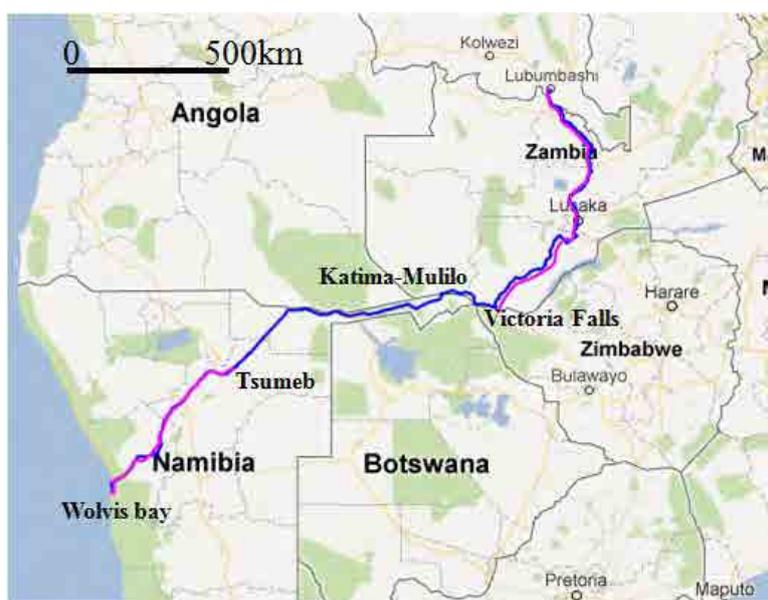 0 500km
Kolwezi
Lubumbashi
Angola
Zambia
Lusaka
Katima-Mulilo
Harare
Victoria Falls
Zimbabwe
Tsumeb
Bulawayo
Namibia
Botswana
Wolvis bay
Pretoria
Maputo